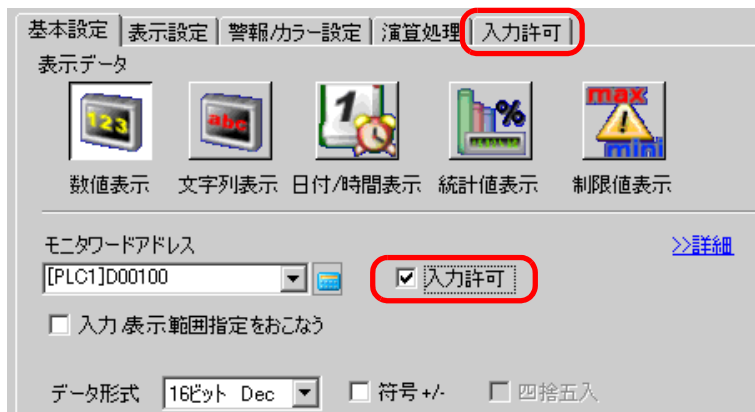 基本設定 表示設定 警報/カラー設定 演算処理 入力許可
表示データ
123 abc 1 % max mini
数値表示 文字列表示 日付/時間表示 統計値表示 制限値表示
モニタワードアドレス >>詳細
[PLC1]D00100 入力許可
入力/表示範囲指定をおこなう
データ形式 16ビット Dec 符号+/- 四捨五入